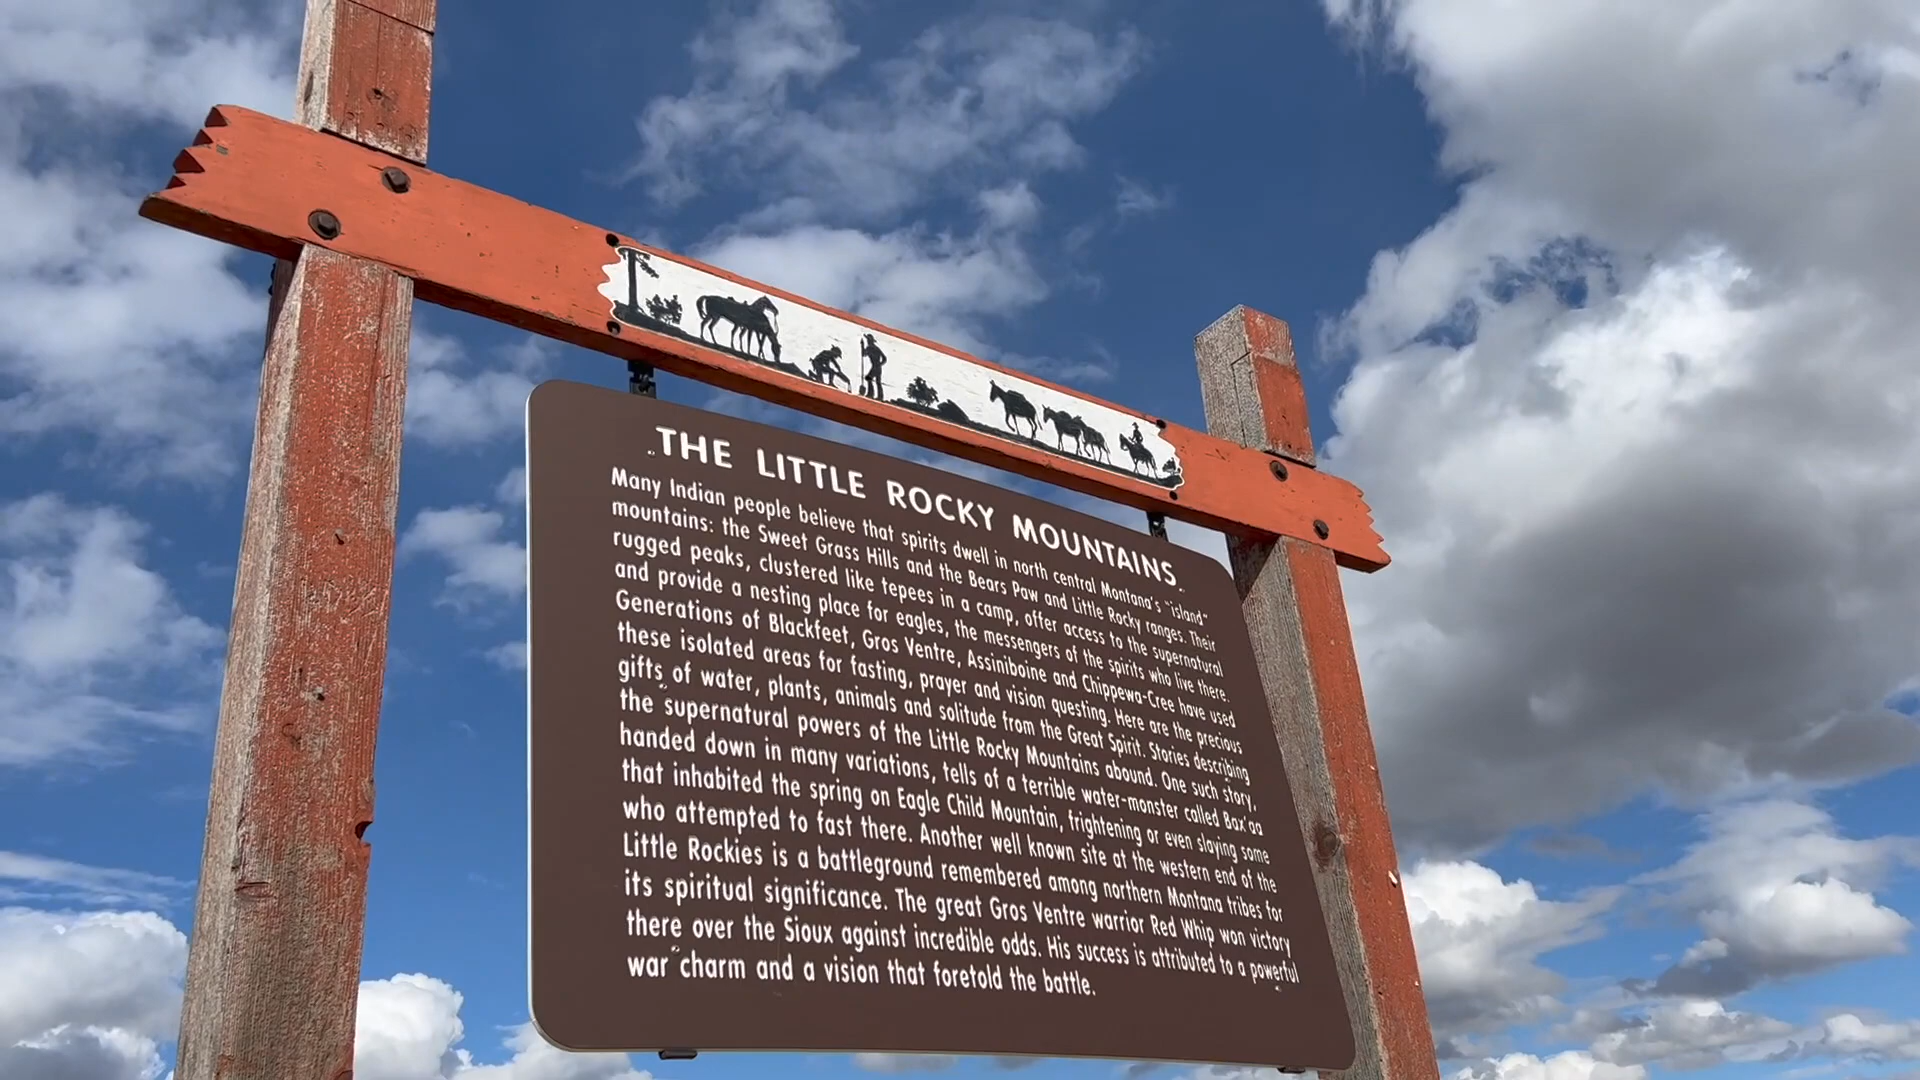 THE LITTLE ROCKY MOUNTAINS
Many Indian people believe that spirits dwell in north central Montana's "island"
mountains: the Sweet Grass Hills and the Bears Paw and Little Rocky ranges. Their
rugged peaks, clustered like tepees in a camp, offer access to the supernatural
and provide a nesting place for eagles, the messengers of the spirits who live there.
Generations of Blackfeet, Gros Ventre, Assiniboine and Chippewa-Cree have used
these isolated areas for fasting, prayer and vision questing. Here are the precious
gifts of water, plants, animals and solitude from the Great Spirit. Stories describing
the supernatural powers of the Little Rocky Mountains abound. One such story,
handed down in many variations, tells of a terrible water-monster called Bax'aa
that inhabited the spring on Eagle Child Mountain, frightening or even slaying some
who attempted to fast there. Another well known site at the western end of the
Little Rockies is a battleground remembered among northern Montana tribes for
its spiritual significance. The great Gros Ventre warrior Red Whip won victory
there over the Sioux against incredible odds. His success is attributed to a powerful
war charm and a vision that foretold the battle.